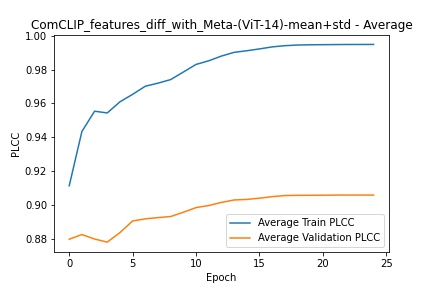 ComCLIP_features_diff_with_Meta-(ViT-14)-mean+std - Average
1.00
0.98
0.96
0.94
0.92
0.90
0.88
PLCC
Average Train PLCC
Average Validation PLCC
0 5 10 15 20 25
Epoch